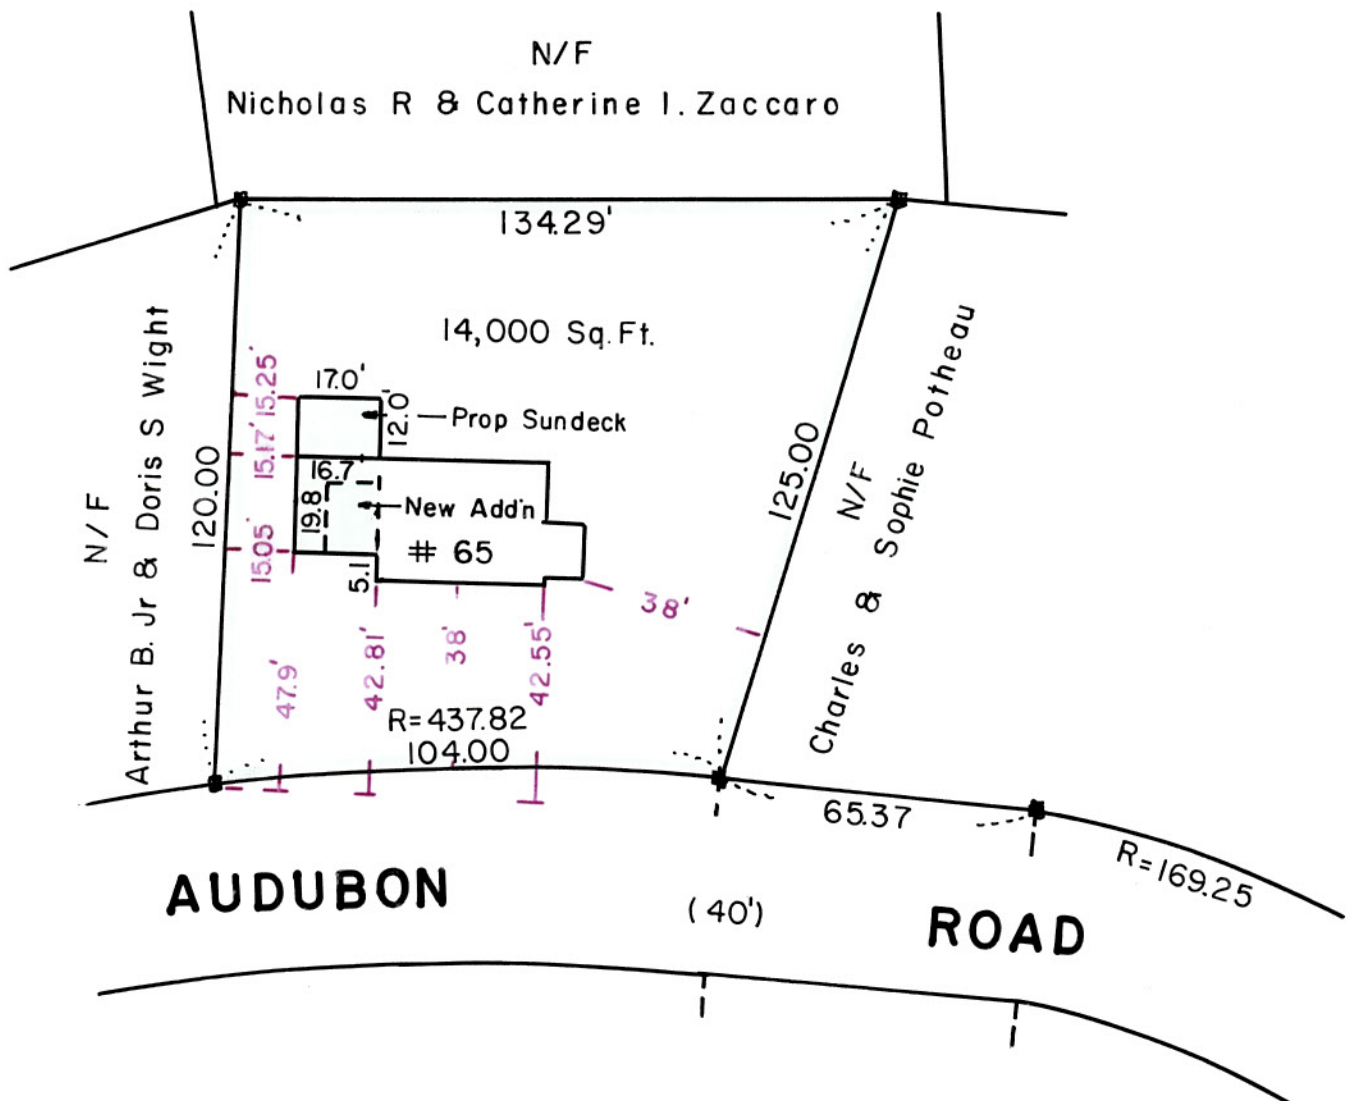 N/F
Nicholas R & Catherine I. Zaccaro
134.29'
14,000 Sq. Ft.
N/F
Arthur B. Jr & Doris S Wight
120.00
15.25'
15.17'
15.05'
17.0'
12.0'
Prop Sundeck
16.7
19.8
New Add'n
# 65
5.1
38'
125.00
N/F
Charles & Sophie Potheau
47.9'
42.81'
38'
42.55'
R=437.82
104.00
65.37
R=169.25
AUDUBON
(40')
ROAD